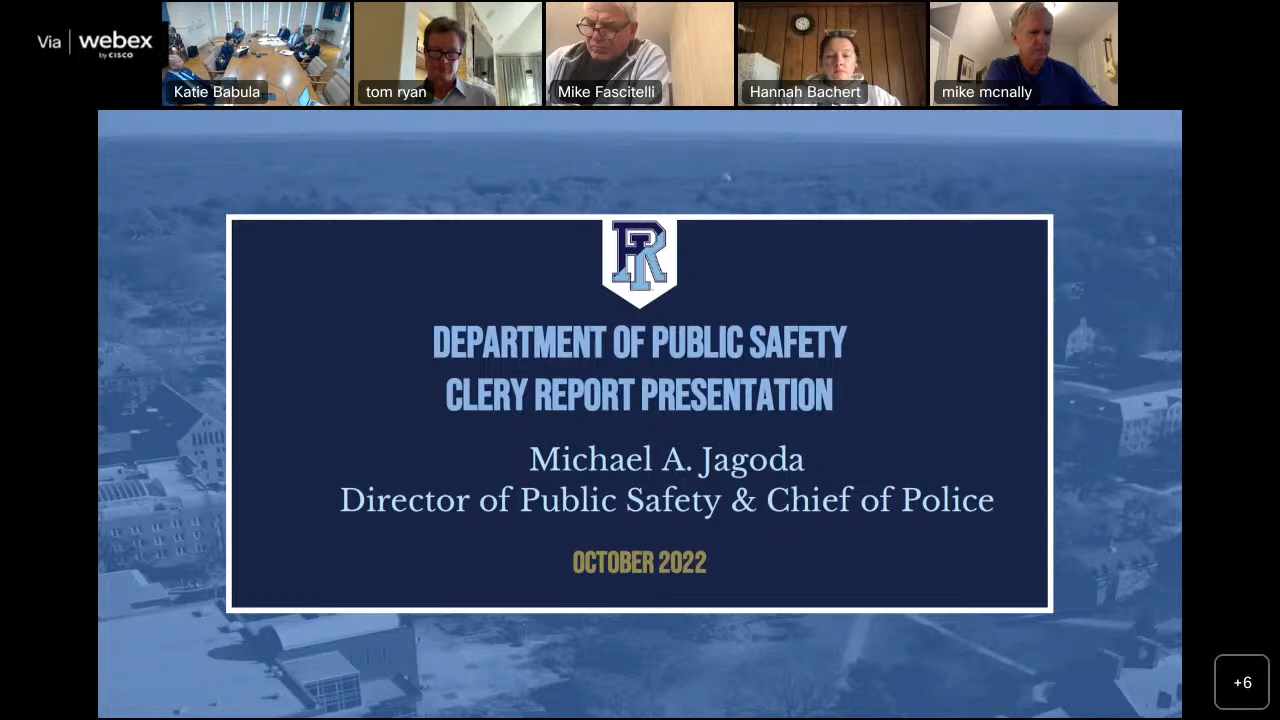 Via | webex
by CISCO
Katie Babula
tom ryan
Mike Fascitelli
Hannah Bachert
mike mcnally
RI
DEPARTMENT OF PUBLIC SAFETY
CLERY REPORT PRESENTATION
Michael A. Jagoda
Director of Public Safety & Chief of Police
OCTOBER 2022
+6